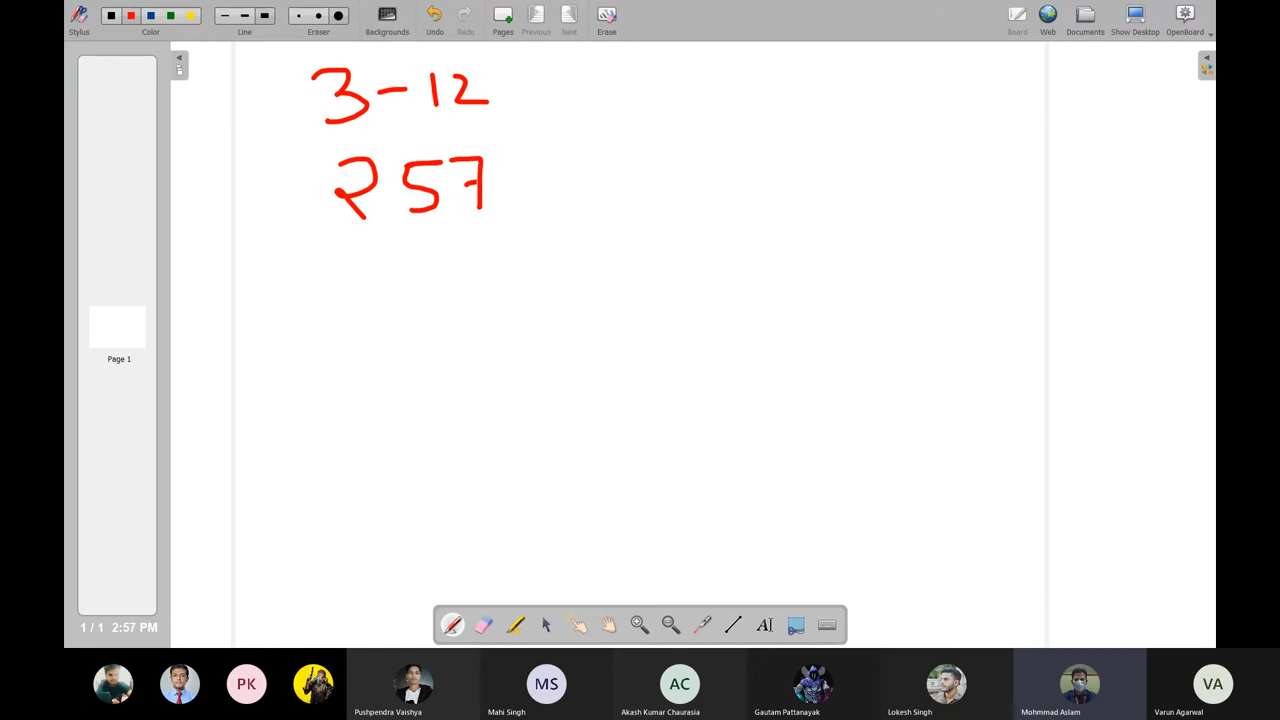 Stylus
Color
Line
Eraser
Backgrounds
Undo
Redo
Pages
Previous
Next
Erase
Board
Web
Documents
Show Desktop
OpenBoard
3-12
२ 57
Page 1
1 / 1 2:57 PM
PK
MS
AC
VA
Pushpendra Vaishya
Mahi Singh
Akash Kumar Chaurasia
Gautam Pattanayak
Lokesh Singh
Mohmmad Aslam
Varun Agarwal